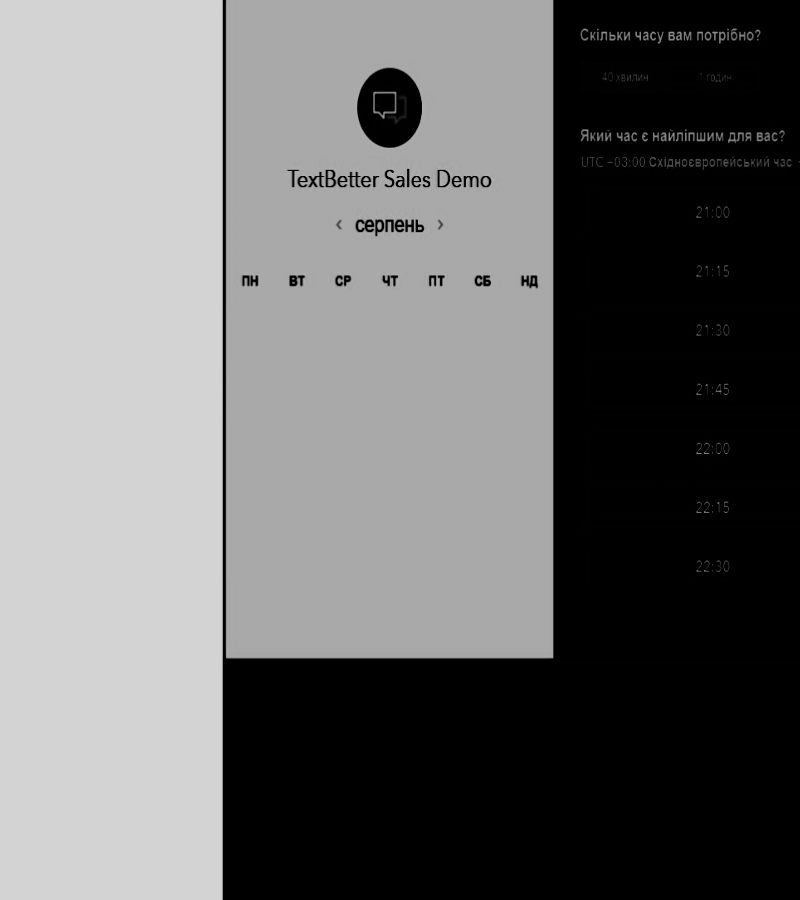 TextBetter Sales Demo
‹ серпень ›
ПН ВТ СР ЧТ ПТ СБ НД
Скільки часу вам потрібно?
40 хвилин 1 годин
Який час є найліпшим для вас?
UTC −03:00 Східноєвропейський час
21:00
21:15
21:30
21:45
22:00
22:15
22:30